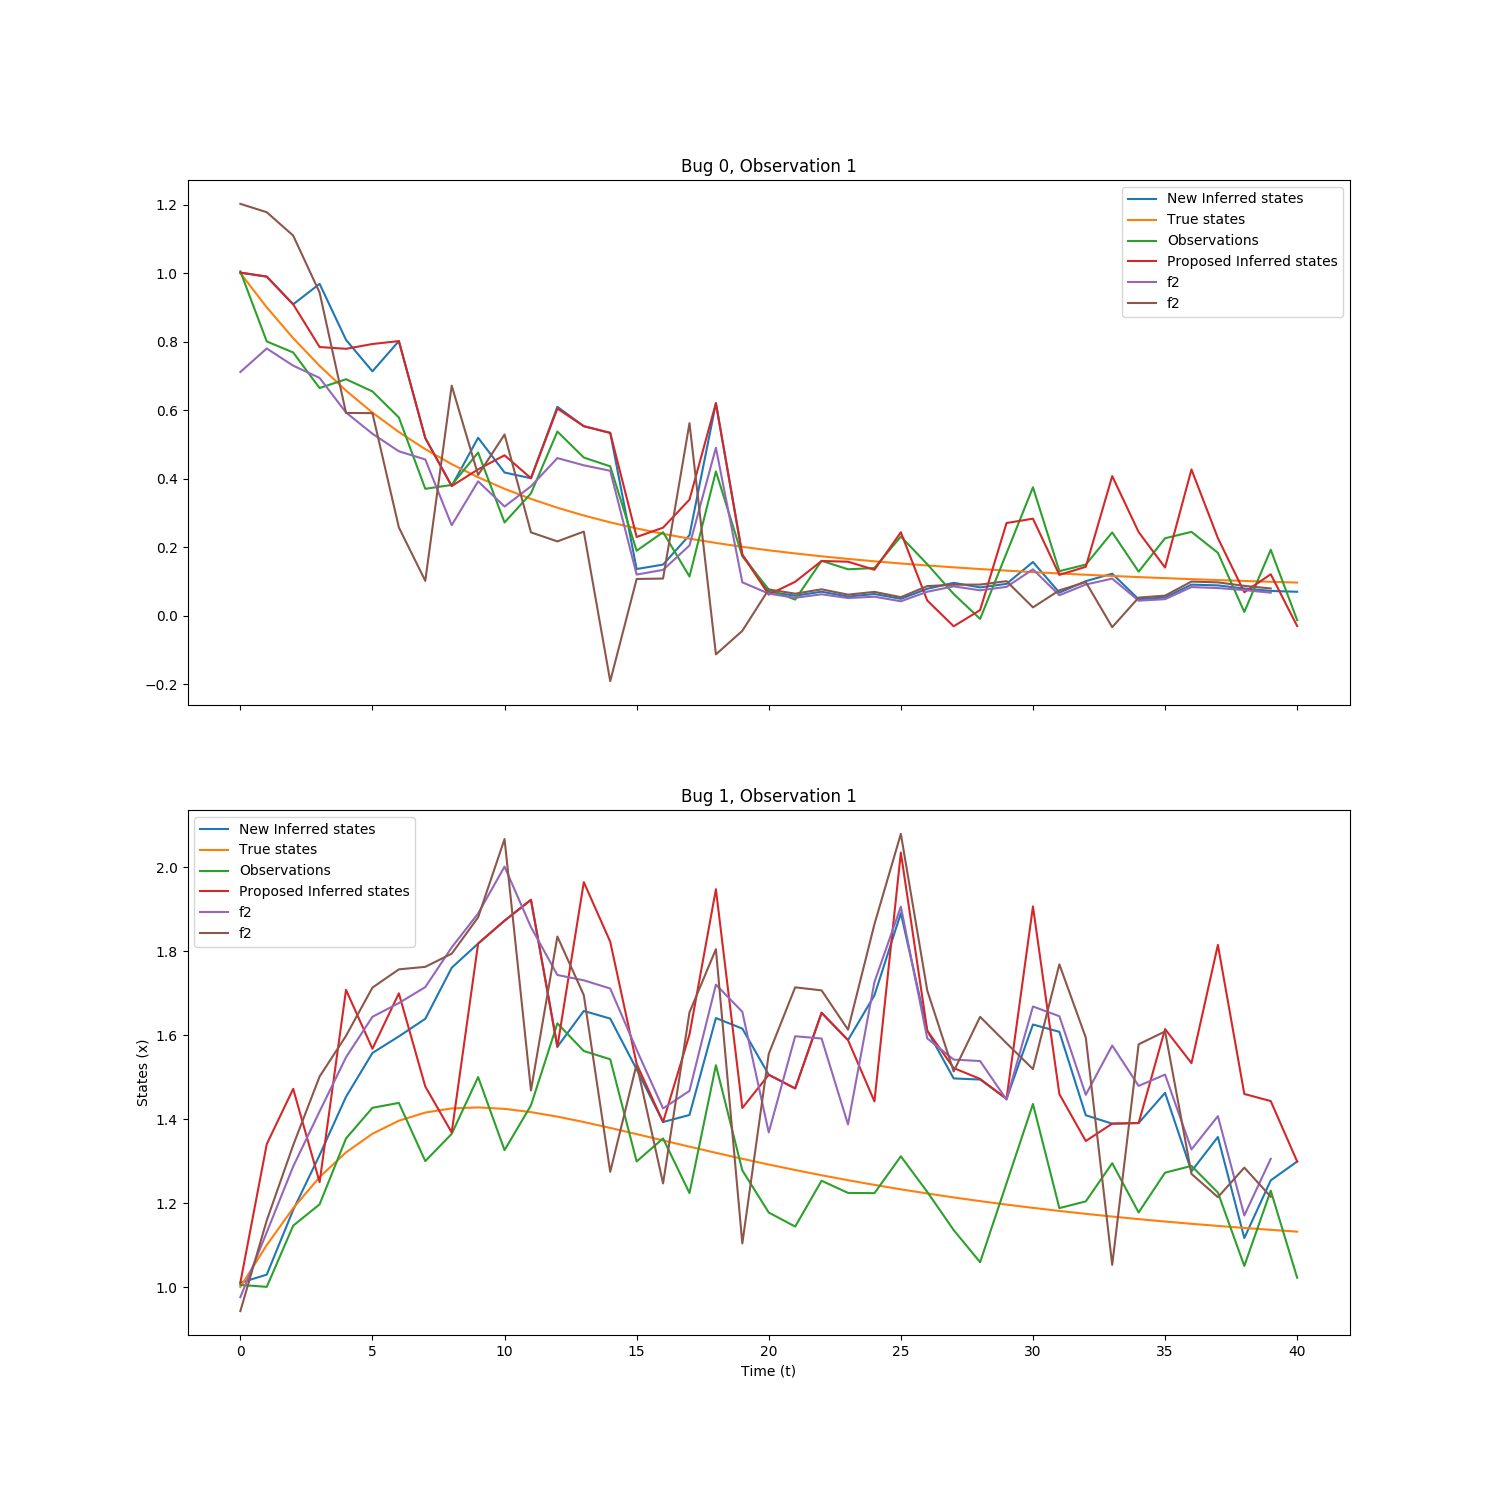 Bug 0, Observation 1
1.2
1.0
0.8
0.6
0.4
0.2
0.0
−0.2
New Inferred states
True states
Observations
Proposed Inferred states
f2
f2
Bug 1, Observation 1
New Inferred states
True states
Observations
Proposed Inferred states
f2
f2
2.0
1.8
1.6
1.4
1.2
1.0
States (x)
0 5 10 15 20 25 30 35 40
Time (t)